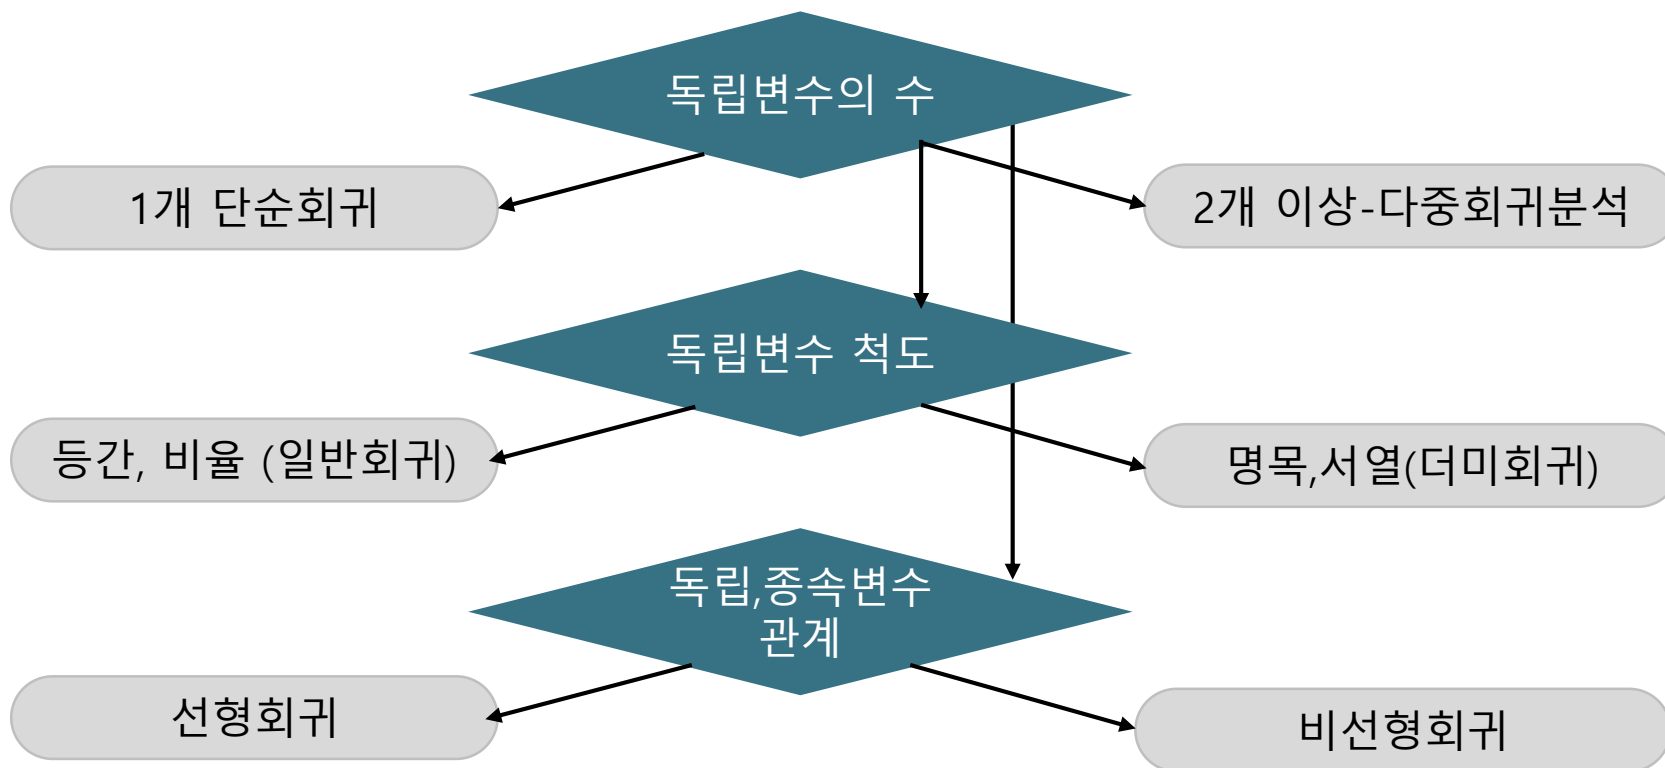 독립변수의 수
1개 단순회귀
2개 이상-다중회귀분석
독립변수 척도
등간, 비율 (일반회귀)
명목,서열(더미회귀)
독립,종속변수
관계
선형회귀
비선형회귀